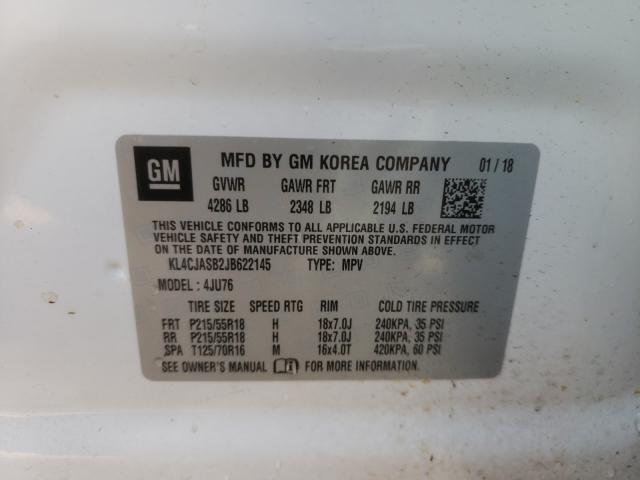 GM MFD BY GM KOREA COMPANY 01 / 18
GVWR GAWR FRT GAWR RR
4286 LB 2348 LB 2194 LB
THIS VEHICLE CONFORMS TO ALL APPLICABLE U.S. FEDERAL MOTOR
VEHICLE SAFETY AND THEFT PREVENTION STANDARDS IN EFFECT ON
THE DATE OF MANUFACTURE SHOWN ABOVE.
KL4CJASB2JB622145 TYPE: MPV
MODEL : 4JU76
TIRE SIZE SPEED RTG RIM COLD TIRE PRESSURE
FRT P215/55R18 H 18x7.0J 240KPA, 35 PSI
RR P215/55R18 H 18x7.0J 240KPA, 35 PSI
SPA T125/70R16 M 16x4.0T 420KPA, 60 PSI
SEE OWNER'S MANUAL FOR MORE INFORMATION